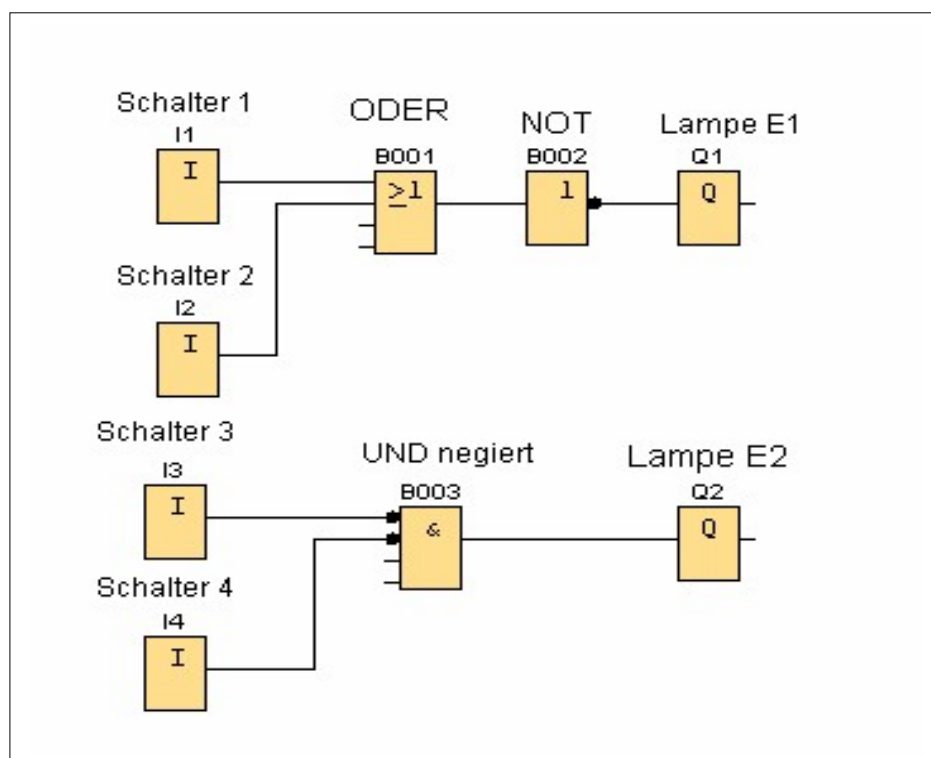 Schalter 1
ODER
NOT
Lampe E1
I1
B001
B002
Q1
I
≥1
1
Q
Schalter 2
I2
I
Schalter 3
UND negiert
Lampe E2
I3
B003
Q2
I
&
Q
Schalter 4
I4
I